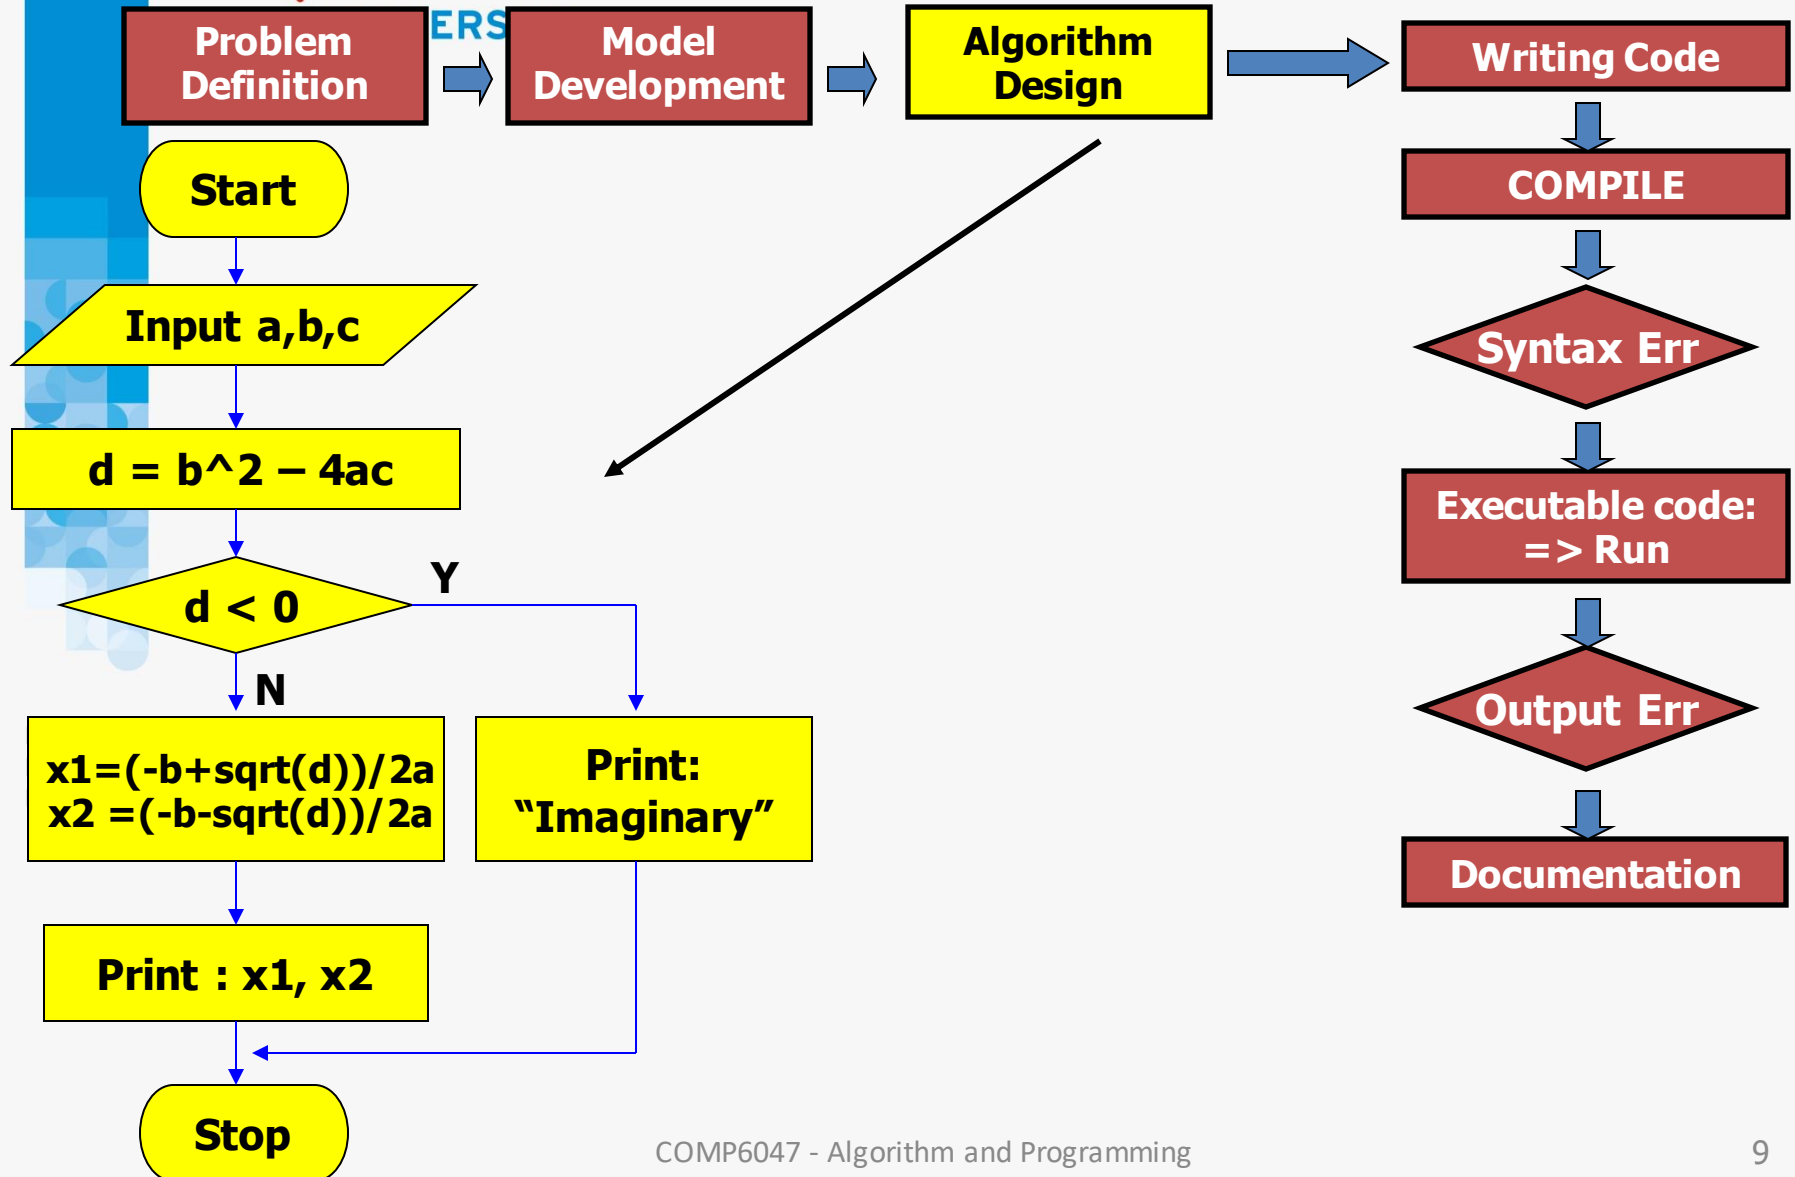 ERS
Problem
Definition
Model
Development
Algorithm
Design
Writing Code
COMPILE
Syntax Err
Executable code:
=> Run
Output Err
Documentation
Start
Input a,b,c
d = b^2 – 4ac
d < 0
Y
N
x1=(-b+sqrt(d))/2a
x2 =(-b-sqrt(d))/2a
Print:
“Imaginary”
Print : x1, x2
Stop
COMP6047 - Algorithm and Programming
9